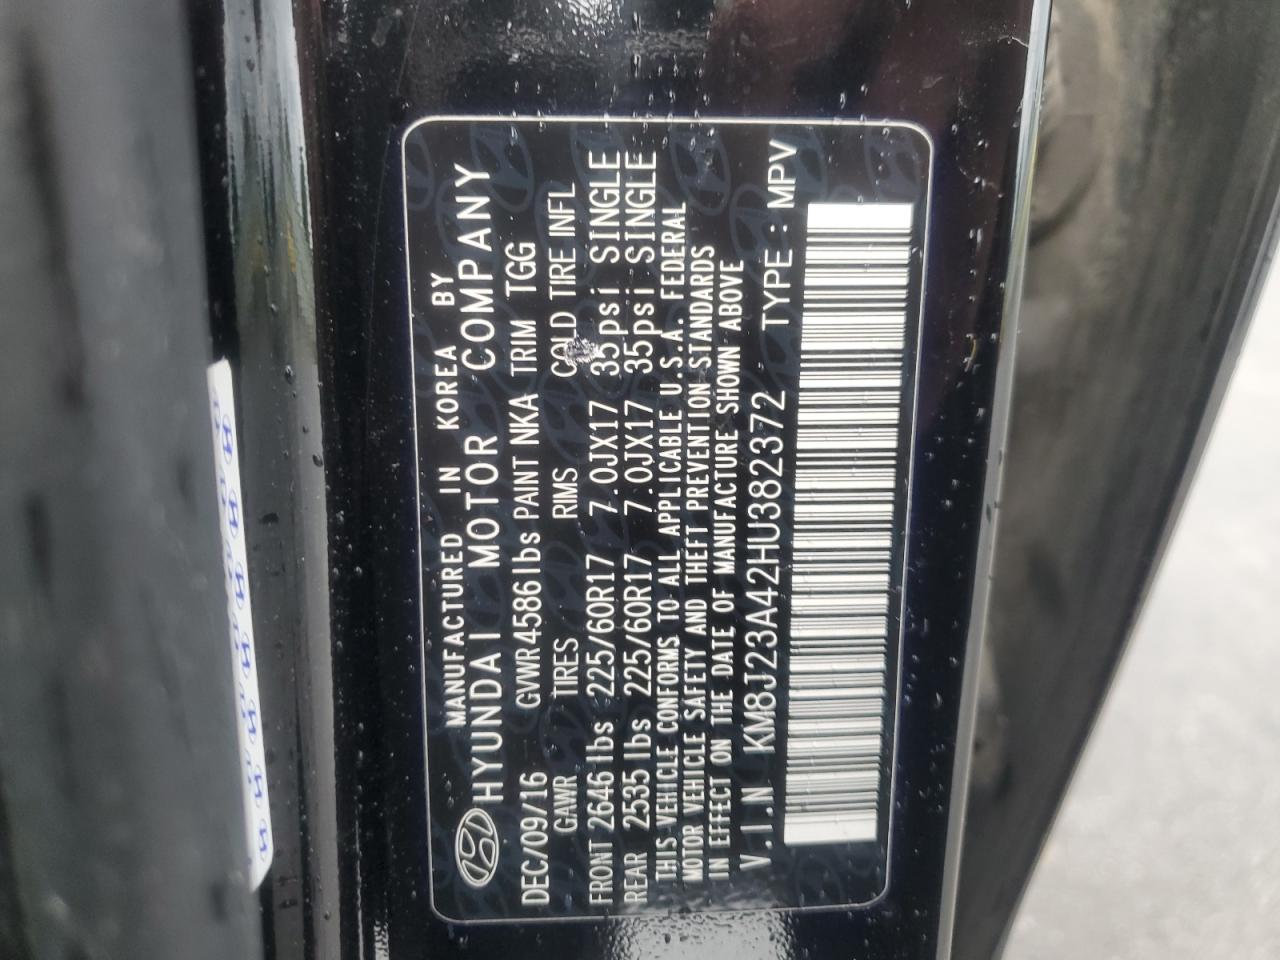 MANUFACTURED IN KOREA BY
HYUNDAI MOTOR COMPANY
DEC/09/16 GVWR4586lbs PAINT NKA TRIM TGG
GAWR TIRES RIMS COLD TIRE INFL
FRONT 2646lbs 225/60R17 7.0JX17 35psi SINGLE
REAR 2535lbs 225/60R17 7.0JX17 35psi SINGLE
THIS VEHICLE CONFORMS TO ALL APPLICABLE U.S.A. FEDERAL
MOTOR VEHICLE SAFETY AND THEFT PREVENTION STANDARDS
IN EFFECT ON THE DATE OF MANUFACTURE SHOWN ABOVE
V.I.N KM8J23A42HU382372 TYPE : MPV